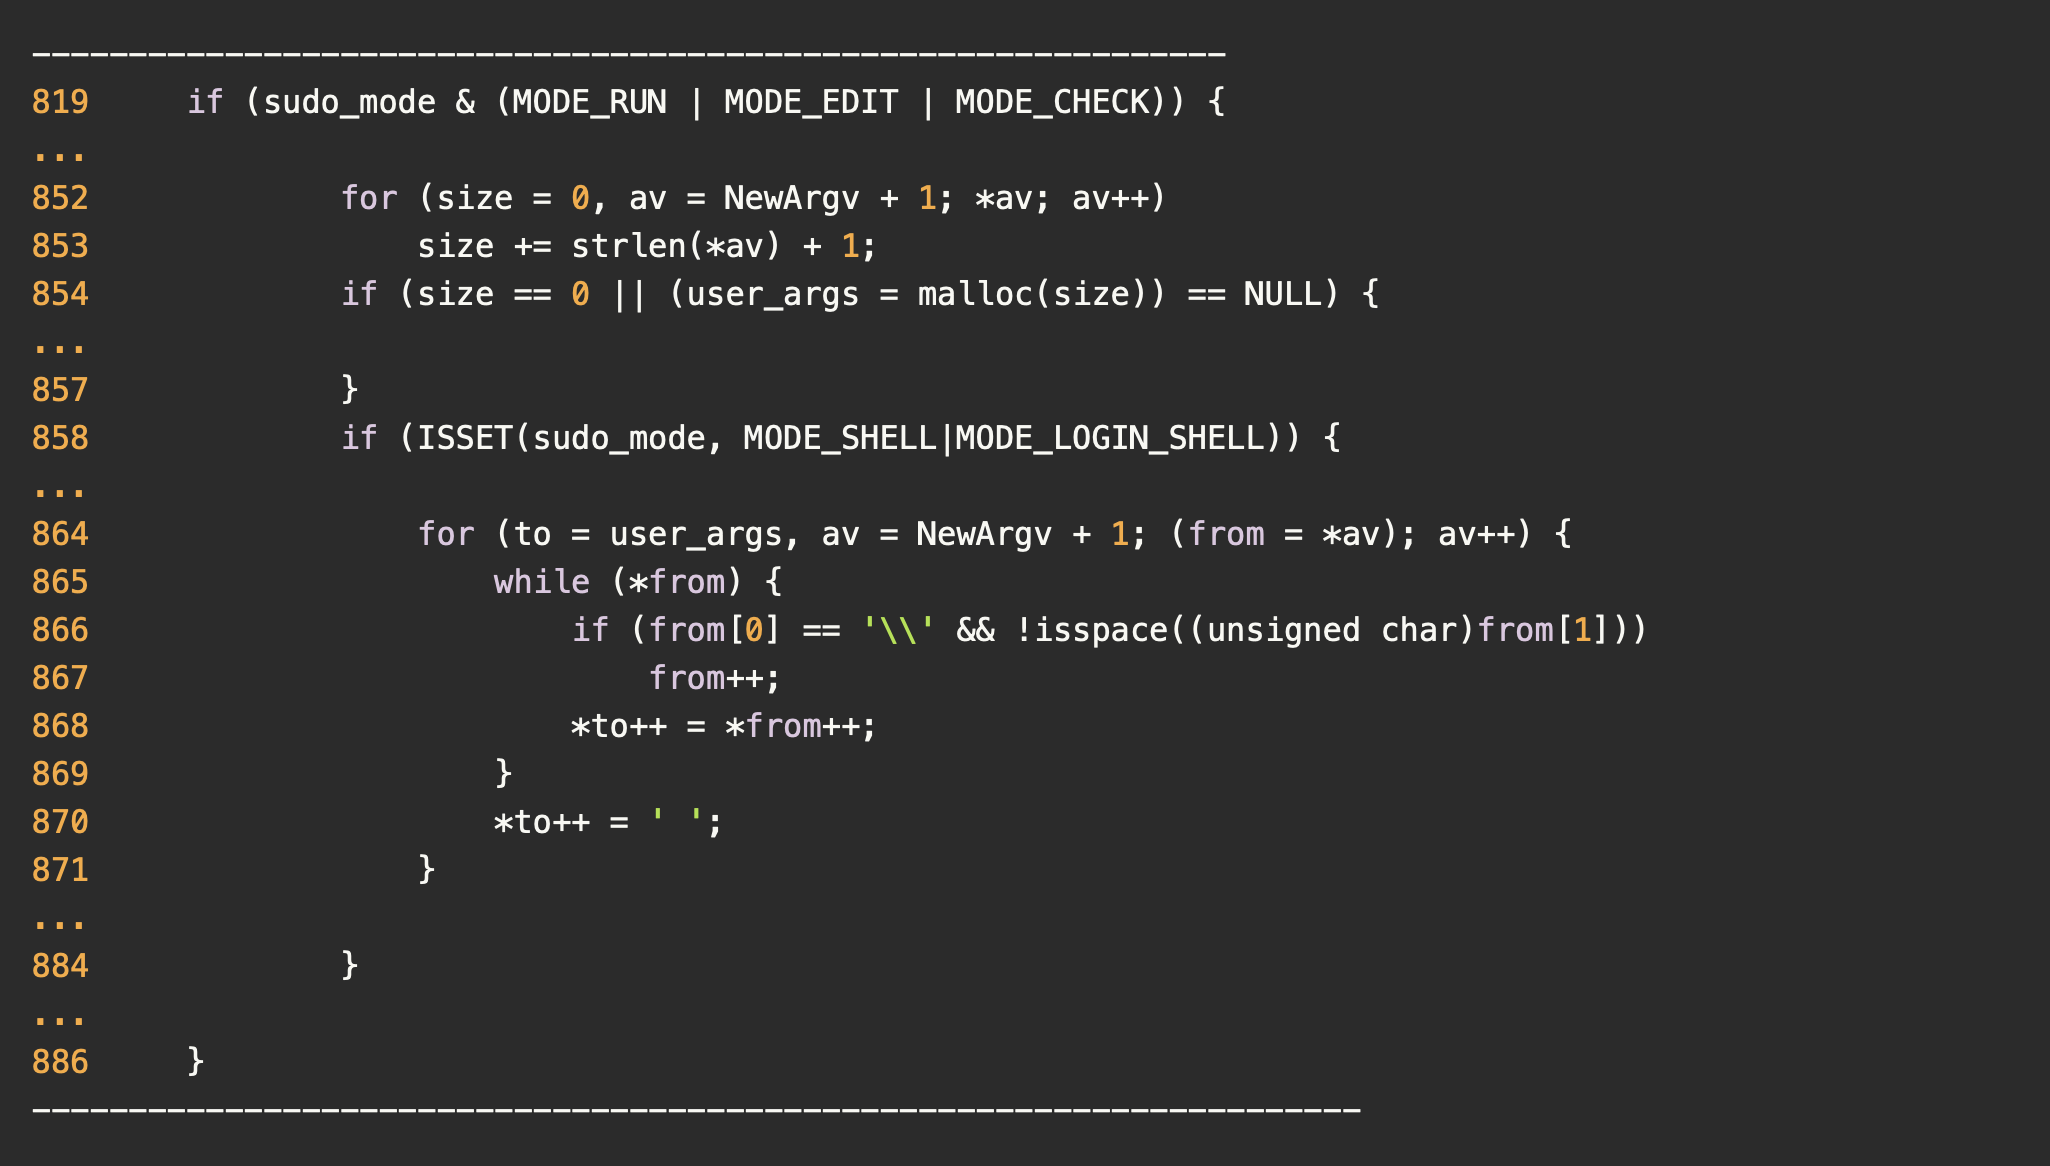 --------------------------------------------------------------
819     if (sudo_mode & (MODE_RUN | MODE_EDIT | MODE_CHECK)) {
...
852             for (size = 0, av = NewArgv + 1; *av; av++)
853                 size += strlen(*av) + 1;
854             if (size == 0 || (user_args = malloc(size)) == NULL) {
...
857             }
858             if (ISSET(sudo_mode, MODE_SHELL|MODE_LOGIN_SHELL)) {
...
864                 for (to = user_args, av = NewArgv + 1; (from = *av); av++) {
865                     while (*from) {
866                         if (from[0] == '\\' && !isspace((unsigned char)from[1]))
867                             from++;
868                         *to++ = *from++;
869                     }
870                     *to++ = ' ';
871                 }
...
884             }
...
886     }
---------------------------------------------------------------------